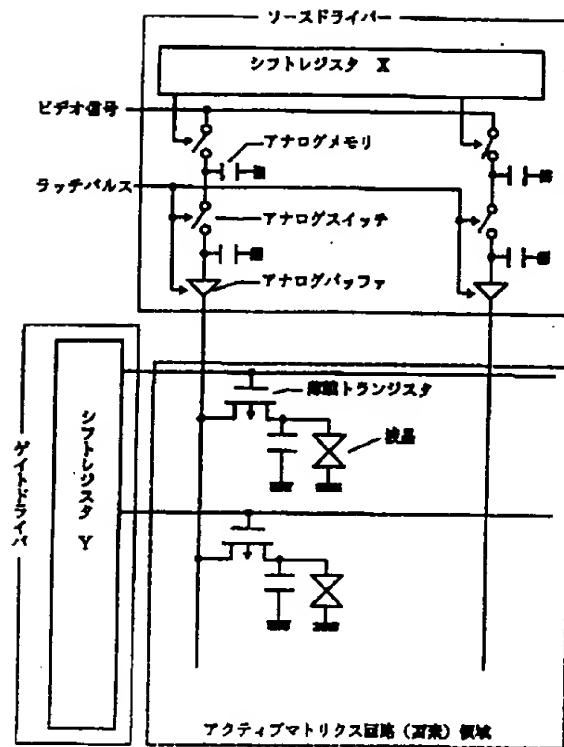 ソースドライバー
シフトレジスタ X
ビデオ信号
アナログメモリ
ラッチパルス
アナログスイッチ
アナログバッファ
薄膜トランジスタ
液晶
シフトレジスタ Y
ゲイトドライバ
アクティブマトリクス回路(画素)領域